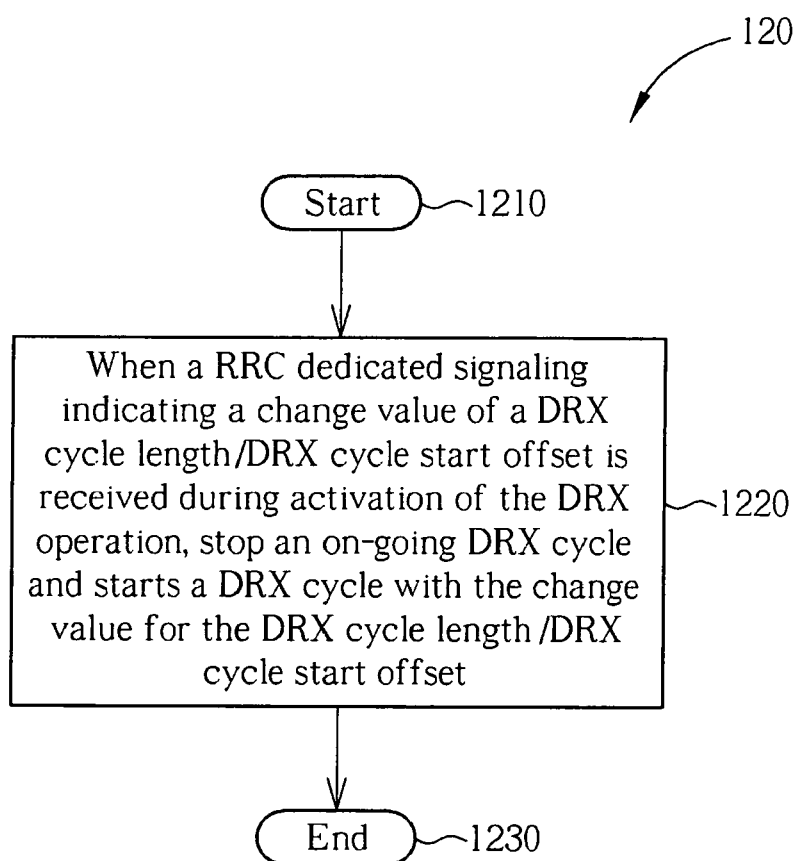 120
Start
1210
When a RRC dedicated signaling
indicating a change value of a DRX
cycle length/DRX cycle start offset is
received during activation of the DRX
operation, stop an on-going DRX cycle
and starts a DRX cycle with the change
value for the DRX cycle length/DRX
cycle start offset
1220
End
1230